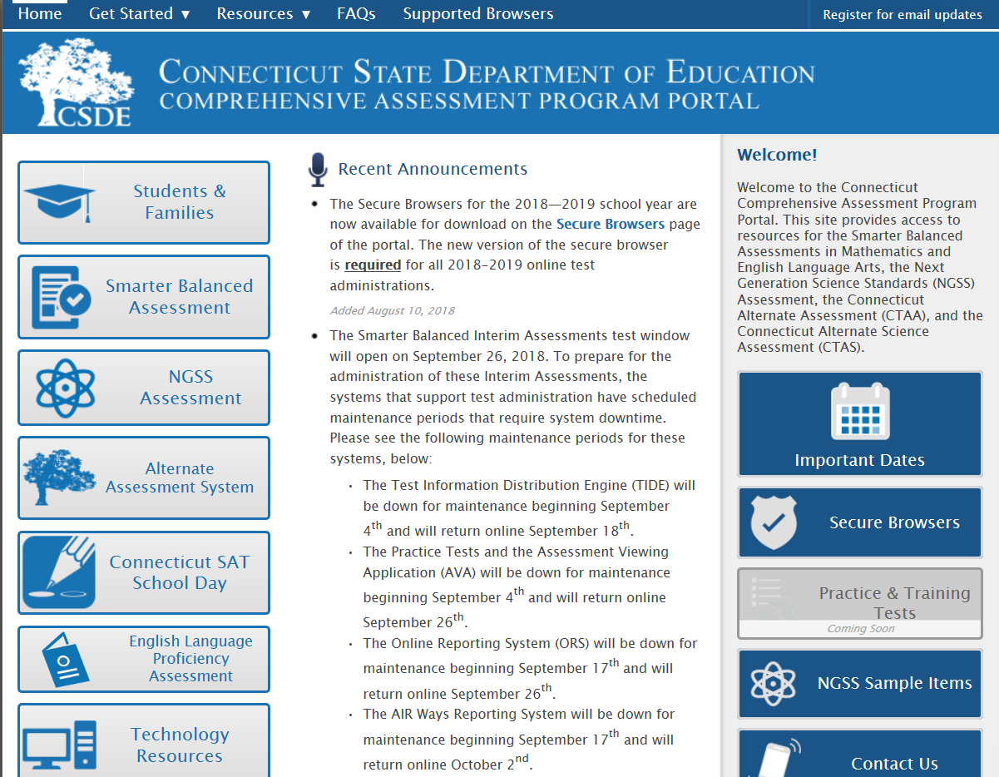 Home Get Started ▼ Resources ▼ FAQs Supported Browsers Register for email updates
CSDE
CONNECTICUT STATE DEPARTMENT OF EDUCATION
COMPREHENSIVE ASSESSMENT PROGRAM PORTAL
Students &
Families
Smarter Balanced
Assessment
NGSS
Assessment
Alternate
Assessment System
Connecticut SAT
School Day
English Language
Proficiency
Assessment
Technology
Resources
Recent Announcements
• The Secure Browsers for the 2018—2019 school year are
now available for download on the Secure Browsers page
of the portal. The new version of the secure browser
is required for all 2018–2019 online test
administrations.
Added August 10, 2018
• The Smarter Balanced Interim Assessments test window
will open on September 26, 2018. To prepare for the
administration of these Interim Assessments, the
systems that support test administration have scheduled
maintenance periods that require system downtime.
Please see the following maintenance periods for these
systems, below:
• The Test Information Distribution Engine (TIDE) will
be down for maintenance beginning September
4th and will return online September 18th.
• The Practice Tests and the Assessment Viewing
Application (AVA) will be down for maintenance
beginning September 4th and will return online
September 26th.
• The Online Reporting System (ORS) will be down for
maintenance beginning September 17th and will
return online September 26th.
• The AIR Ways Reporting System will be down for
maintenance beginning September 17th and will
return online October 2nd.
Welcome!
Welcome to the Connecticut
Comprehensive Assessment Program
Portal. This site provides access to
resources for the Smarter Balanced
Assessments in Mathematics and
English Language Arts, the Next
Generation Science Standards (NGSS)
Assessment, the Connecticut
Alternate Assessment (CTAA), and the
Connecticut Alternate Science
Assessment (CTAS).
Important Dates
Secure Browsers
Practice & Training
Tests
Coming Soon
NGSS Sample Items
Contact Us